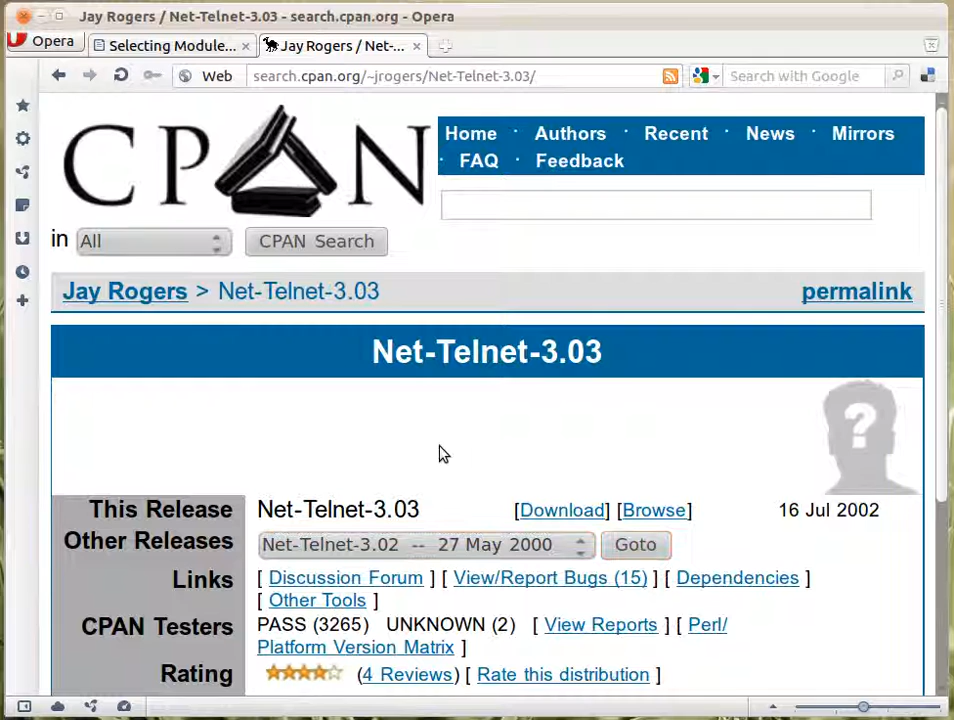 Jay Rogers / Net-Telnet-3.03 - search.cpan.org - Opera
Opera Selecting Module... Jay Rogers / Net-...
Web search.cpan.org/~jrogers/Net-Telnet-3.03/ Search with Google
CPAN
Home · Authors · Recent · News · Mirrors
· FAQ · Feedback
in All CPAN Search
Jay Rogers > Net-Telnet-3.03 permalink
Net-Telnet-3.03
?
This Release Net-Telnet-3.03 [Download] [Browse] 16 Jul 2002
Other Releases Net-Telnet-3.02 -- 27 May 2000 Goto
Links [ Discussion Forum ] [ View/Report Bugs (15) ] [ Dependencies ]
[ Other Tools ]
CPAN Testers PASS (3265) UNKNOWN (2) [ View Reports ] [ Perl/
Platform Version Matrix ]
Rating (4 Reviews) [ Rate this distribution ]